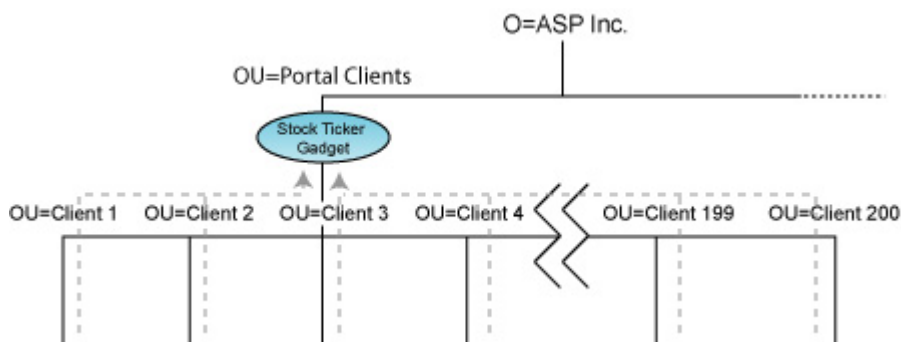 O=ASP Inc.
OU=Portal Clients
Stock Ticker
Gadget
OU=Client 1
OU=Client 2
OU=Client 3
OU=Client 4
OU=Client 199
OU=Client 200